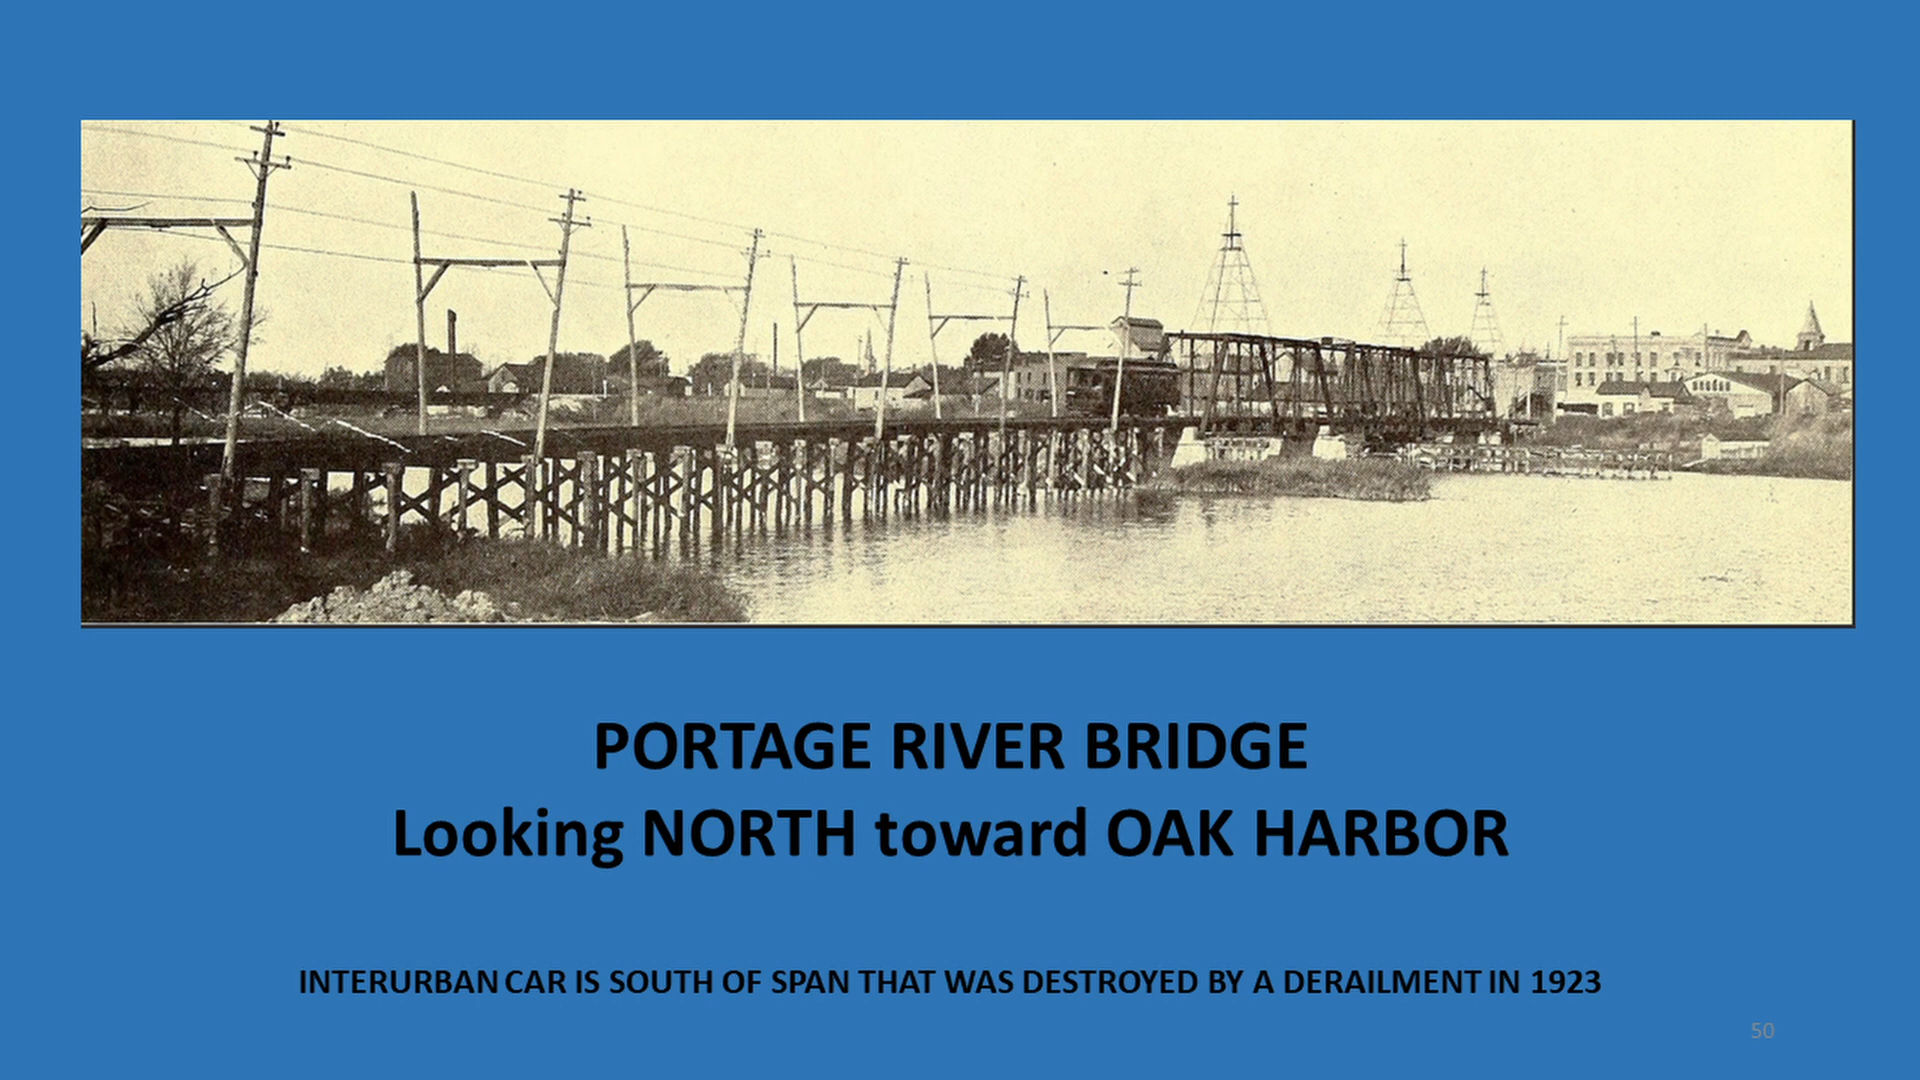 PORTAGE RIVER BRIDGE
Looking NORTH toward OAK HARBOR
INTERURBAN CAR IS SOUTH OF SPAN THAT WAS DESTROYED BY A DERAILMENT IN 1923
50